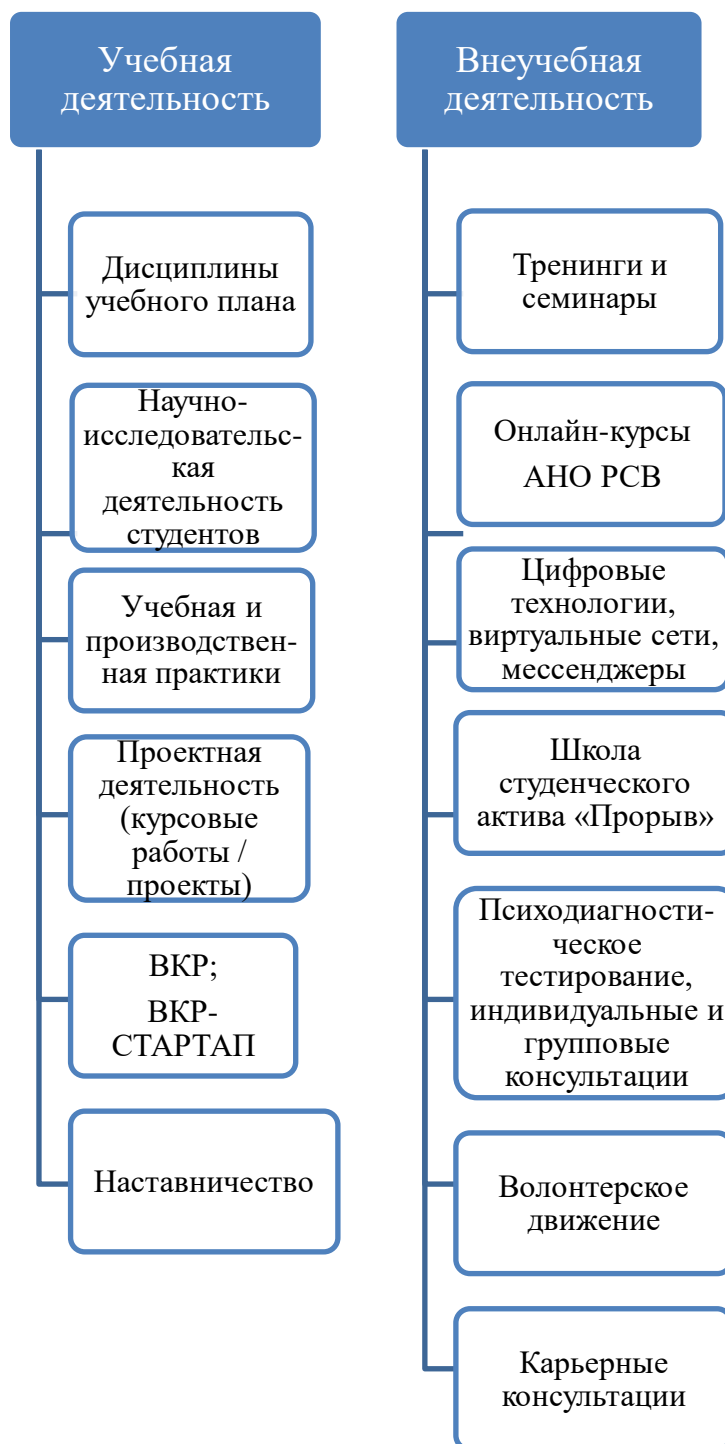 Учебная
деятельность
Дисциплины
учебного плана
Научно-
исследовательс-
кая
деятельность
студентов
Учебная и
производствен-
ная практики
Проектная
деятельность
(курсовые
работы /
проекты)
ВКР;
ВКР-
СТАРТАП
Наставничество
Внеучебная
деятельность
Тренинги и
семинары
Онлайн-курсы
АНО РСВ
Цифровые
технологии,
виртуальные сети,
мессенджеры
Школа
студенческого
актива «Прорыв»
Психодиагности-
ческое
тестирование,
индивидуальные и
групповые
консультации
Волонтерское
движение
Карьерные
консультации